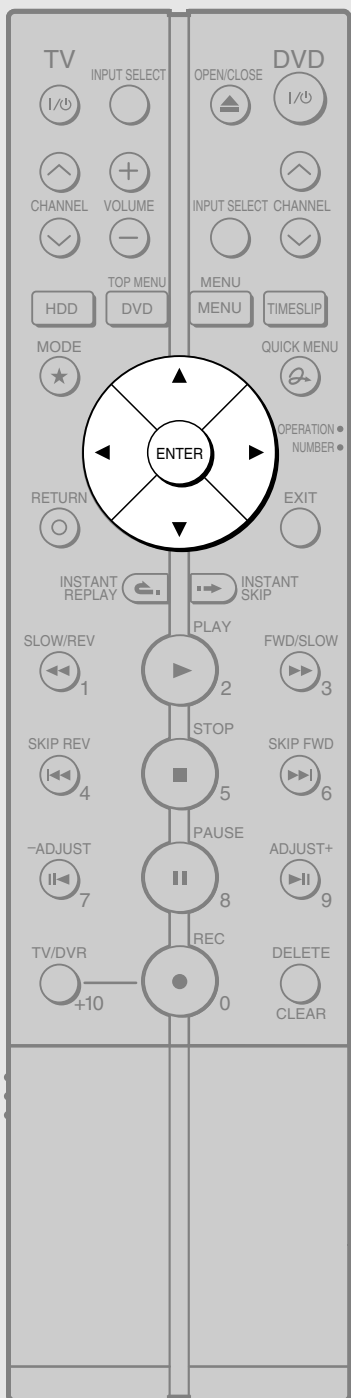 TV DVD
INPUT SELECT OPEN/CLOSE
I/⏻ I/⏻
+
CHANNEL VOLUME INPUT SELECT CHANNEL
−
TOP MENU MENU
HDD DVD MENU TIMESLIP
MODE QUICK MENU
★
ENTER
OPERATION ●
NUMBER ●
RETURN EXIT
INSTANT REPLAY INSTANT SKIP
PLAY
SLOW/REV FWD/SLOW
1 2 3
STOP
SKIP REV SKIP FWD
4 5 6
PAUSE
−ADJUST ADJUST+
7 8 9
REC
TV/DVR DELETE
+10 0
CLEAR